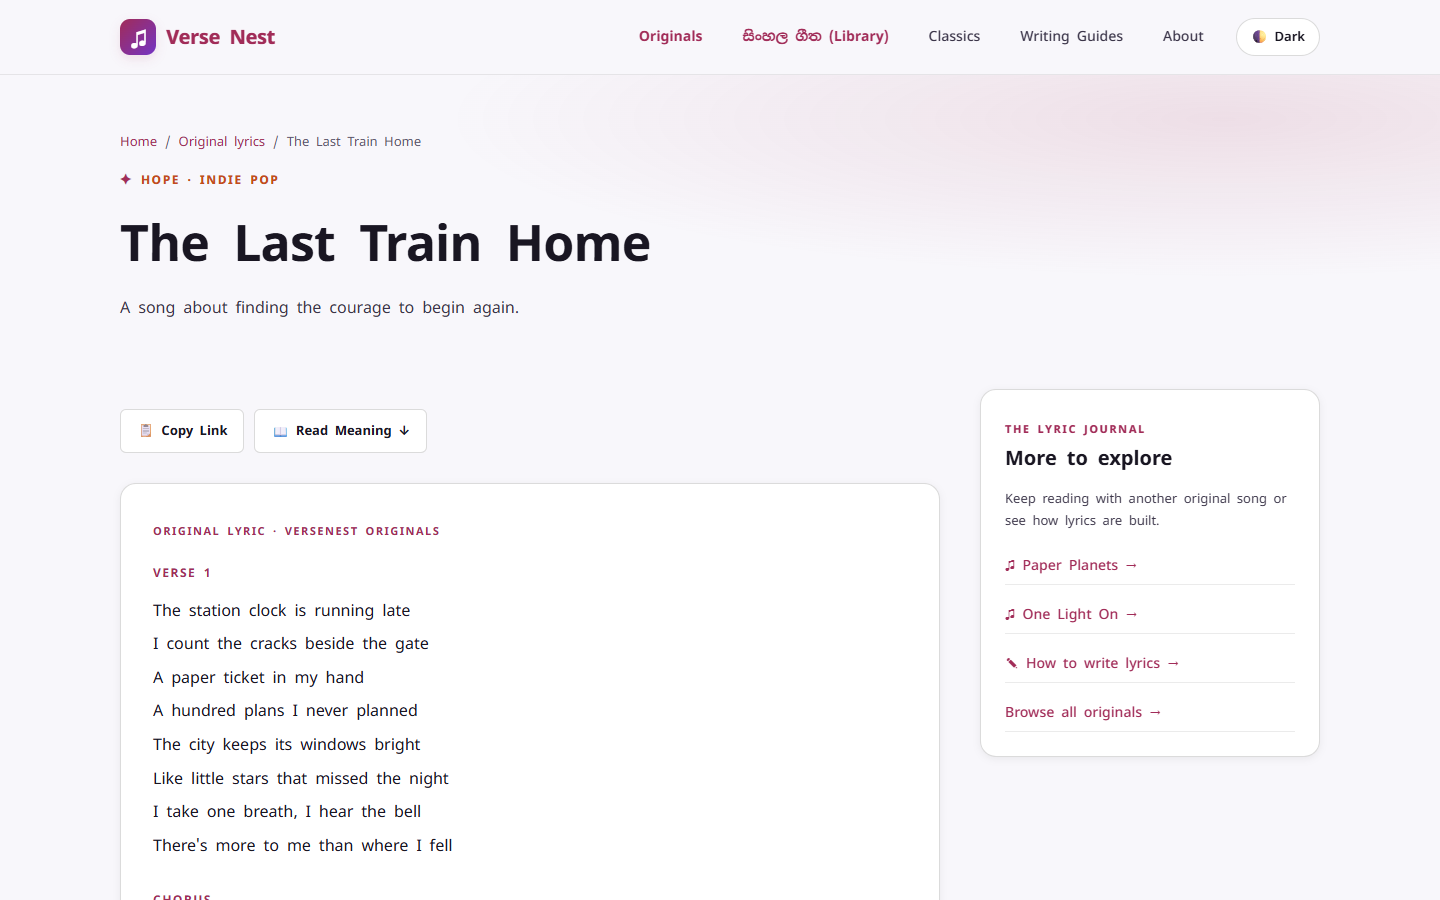 Verse Nest
Originals
සිංහල ගීත (Library)
Classics
Writing Guides
About
Dark
Home / Original lyrics / The Last Train Home
HOPE · INDIE POP
The Last Train Home
A song about finding the courage to begin again.
Copy Link
Read Meaning ↓
ORIGINAL LYRIC · VERSENEST ORIGINALS
VERSE 1
The station clock is running late
I count the cracks beside the gate
A paper ticket in my hand
A hundred plans I never planned
The city keeps its windows bright
Like little stars that missed the night
I take one breath, I hear the bell
There's more to me than where I fell
CHORUS
THE LYRIC JOURNAL
More to explore
Keep reading with another original song or
see how lyrics are built.
♫ Paper Planets →
♫ One Light On →
✎ How to write lyrics →
Browse all originals →